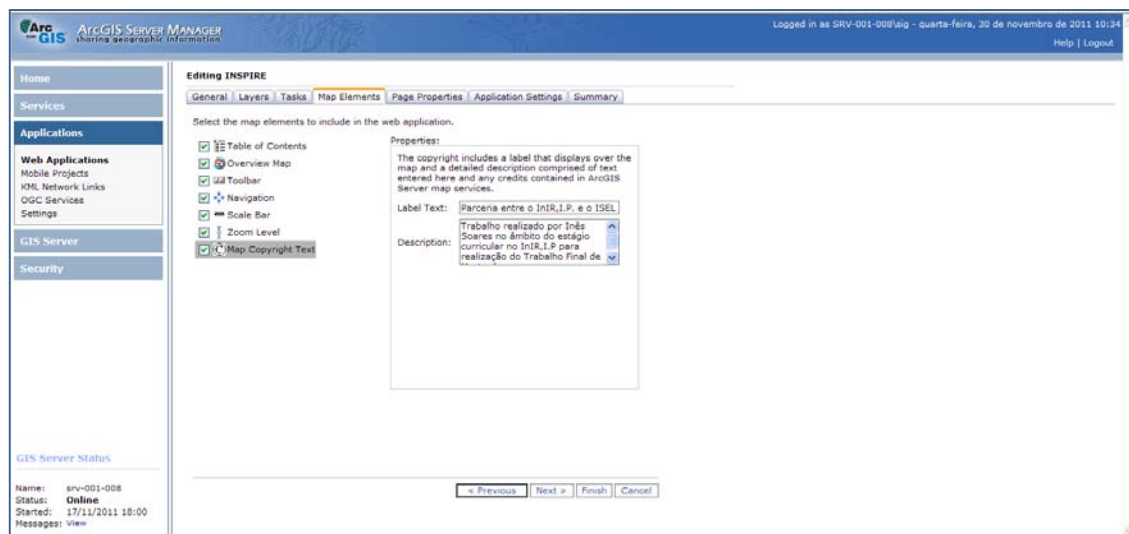 Arc GIS ArcGIS Server Manager
sharing geographic information
Logged in as SRV-001-008\sig - quarta-feira, 30 de novembro de 2011 10:34
Help | Logout
Home
Services
Applications
Web Applications
Mobile Projects
KML Network Links
OGC Services
Settings
GIS Server
Security
GIS Server Status
Name: srv-001-008
Status: Online
Started: 17/11/2011 18:00
Messages: View
Editing INSPIRE
General Layers Tasks Map Elements Page Properties Application Settings Summary
Select the map elements to include in the web application.
Table of Contents
Overview Map
Toolbar
Navigation
Scale Bar
Zoom Level
Map Copyright Text
Properties:
The copyright includes a label that displays over the
map and a detailed description comprised of text
entered here and any credits contained in ArcGIS
Server map services.
Label Text: Parceria entre o InIR,I.P. e o ISEL
Description:
Trabalho realizado por Inês
Soares no âmbito do estágio
curricular no InIR,I.P para
realização do Trabalho Final de
< Previous Next > Finish Cancel